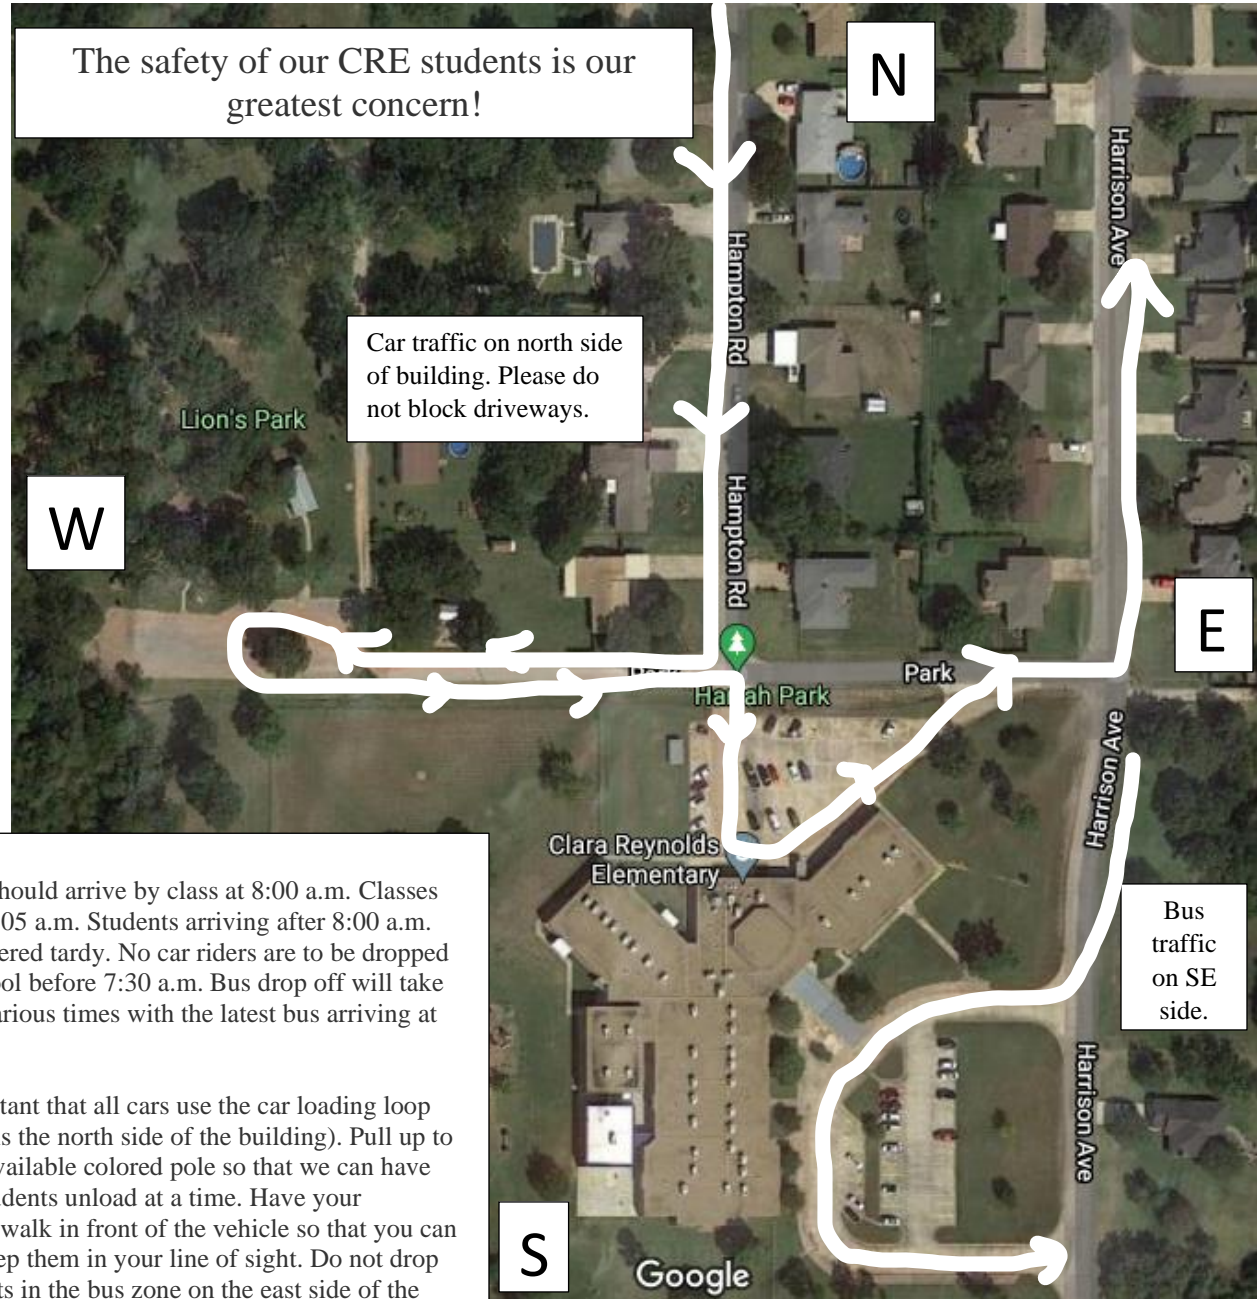 The safety of our CRE students is our
greatest concern!
N
Harrison Ave
Hampton Rd
Car traffic on north side
of building. Please do
not block driveways.
Lion's Park
W
Hampton Rd
E
Park
Park
Harrison Ave
Clara Reynolds
Elementary
hould arrive by class at 8:00 a.m. Classes
05 a.m. Students arriving after 8:00 a.m.
ered tardy. No car riders are to be dropped
ol before 7:30 a.m. Bus drop off will take
arious times with the latest bus arriving at
Bus
traffic
on SE
side.
Harrison Ave
tant that all cars use the car loading loop
s the north side of the building). Pull up to
vailable colored pole so that we can have
udents unload at a time. Have your
walk in front of the vehicle so that you can
ep them in your line of sight. Do not drop
ts in the bus zone on the east side of the
S
Google